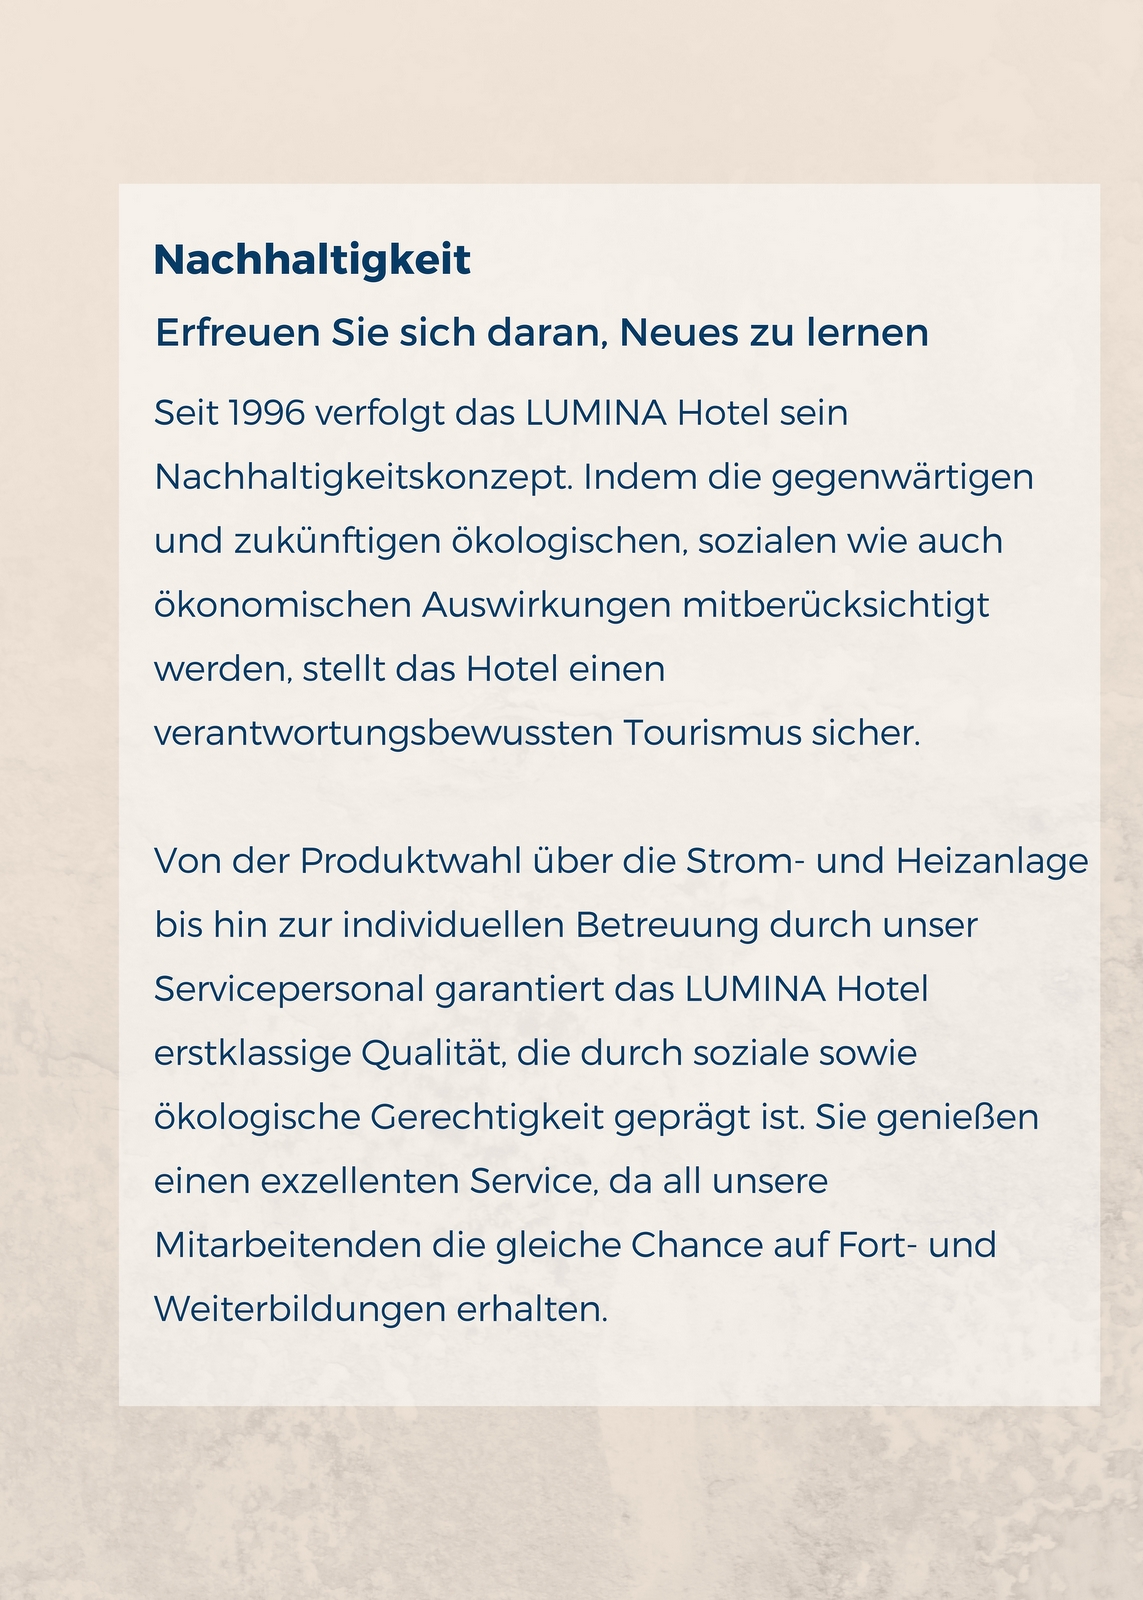 Nachhaltigkeit
Erfreuen Sie sich daran, Neues zu lernen
Seit 1996 verfolgt das LUMINA Hotel sein
Nachhaltigkeitskonzept. Indem die gegenwärtigen
und zukünftigen ökologischen, sozialen wie auch
ökonomischen Auswirkungen mitberücksichtigt
werden, stellt das Hotel einen
verantwortungsbewussten Tourismus sicher.
Von der Produktwahl über die Strom- und Heizanlage
bis hin zur individuellen Betreuung durch unser
Servicepersonal garantiert das LUMINA Hotel
erstklassige Qualität, die durch soziale sowie
ökologische Gerechtigkeit geprägt ist. Sie genießen
einen exzellenten Service, da all unsere
Mitarbeitenden die gleiche Chance auf Fort- und
Weiterbildungen erhalten.